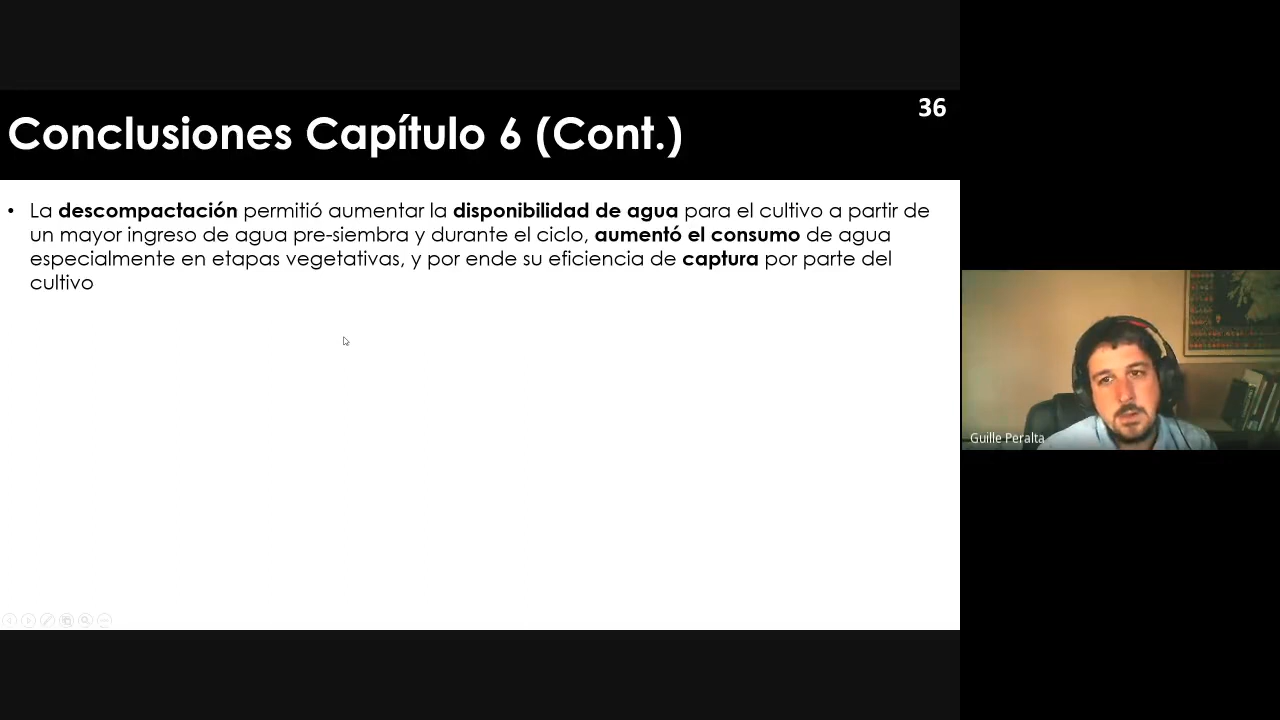 36
Conclusiones Capítulo 6 (Cont.)
• La descompactación permitió aumentar la disponibilidad de agua para el cultivo a partir de
un mayor ingreso de agua pre-siembra y durante el ciclo, aumentó el consumo de agua
especialmente en etapas vegetativas, y por ende su eficiencia de captura por parte del
cultivo
Guille Peralta